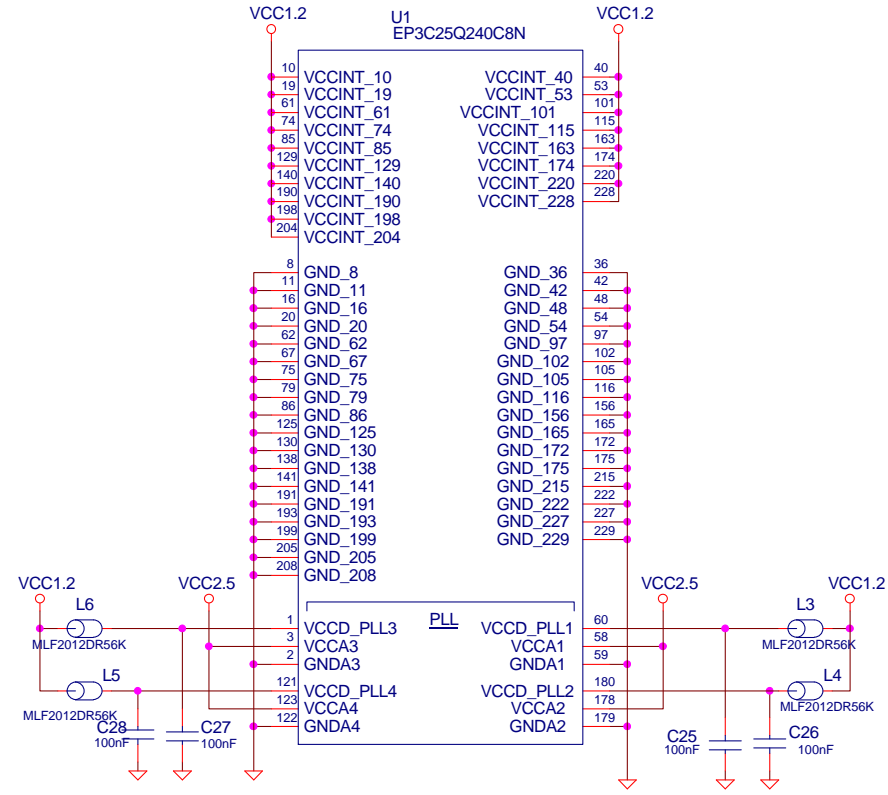 VCC1.2
U1
EP3C25Q240C8N
VCC1.2
10 VCCINT_10 VCCINT_40 40
19 VCCINT_19 VCCINT_53 53
61 VCCINT_61 VCCINT_101 101
74 VCCINT_74 VCCINT_115 115
85 VCCINT_85 VCCINT_163 163
129 VCCINT_129 VCCINT_174 174
140 VCCINT_140 VCCINT_220 220
190 VCCINT_190 VCCINT_228 228
198 VCCINT_198
204 VCCINT_204
8 GND_8 GND_36 36
11 GND_11 GND_42 42
16 GND_16 GND_48 48
20 GND_20 GND_54 54
62 GND_62 GND_97 97
67 GND_67 GND_102 102
75 GND_75 GND_105 105
79 GND_79 GND_116 116
86 GND_86 GND_156 156
125 GND_125 GND_165 165
130 GND_130 GND_172 172
138 GND_138 GND_175 175
141 GND_141 GND_215 215
191 GND_191 GND_222 222
193 GND_193 GND_227 227
199 GND_199 GND_229 229
205 GND_205
208 GND_208
VCC1.2 VCC2.5 VCC2.5 VCC1.2
L6 PLL L3
1 VCCD_PLL3 VCCD_PLL1 60
MLF2012DR56K 3 VCCA3 VCCA1 58 MLF2012DR56K
2 GNDA3 GNDA1 59
L5 L4
121 VCCD_PLL4 VCCD_PLL2 180
123 VCCA4 VCCA2 178
MLF2012DR56K MLF2012DR56K
122 GNDA4 GNDA2 179
C28 C27 C25 C26
100nF 100nF 100nF 100nF